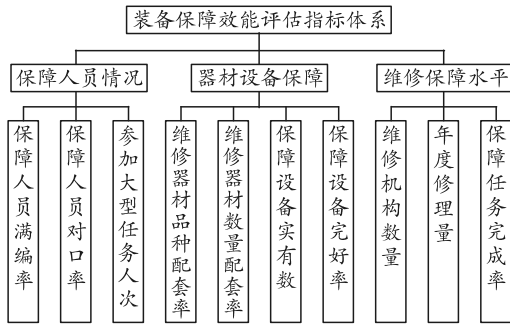 装备保障效能评估指标体系
保障人员情况
器材设备保障
维修保障水平
保障人员满编率
保障人员对口率
参加大型任务人次
维修器材品种配套率
维修器材数量配套率
保障设备实有数
保障设备完好率
维修机构数量
年度修理量
保障任务完成率